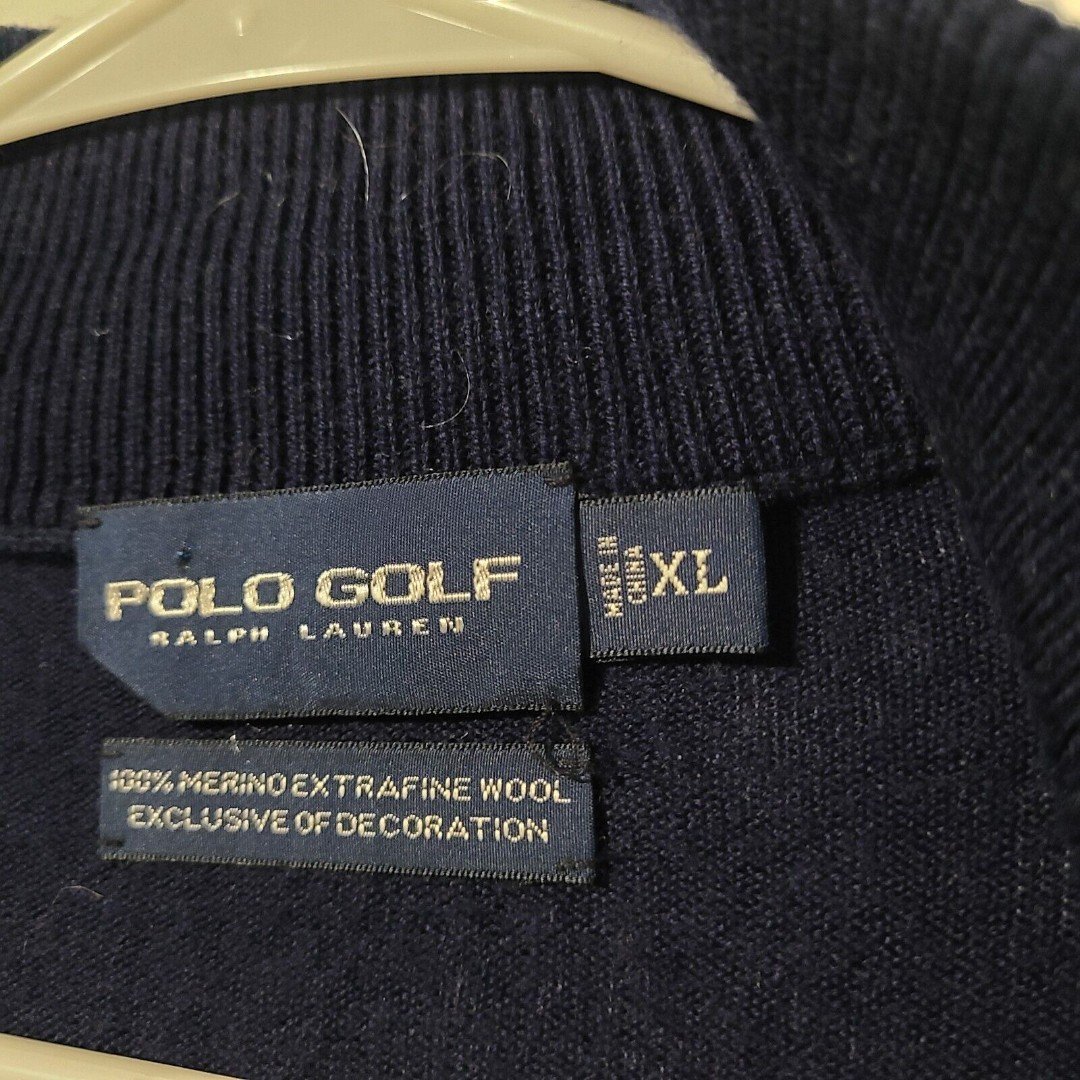 POLO GOLF
RALPH LAUREN
MADE IN
CHINA
XL
100% MERINO EXTRAFINE WOOL
EXCLUSIVE OF DECORATION